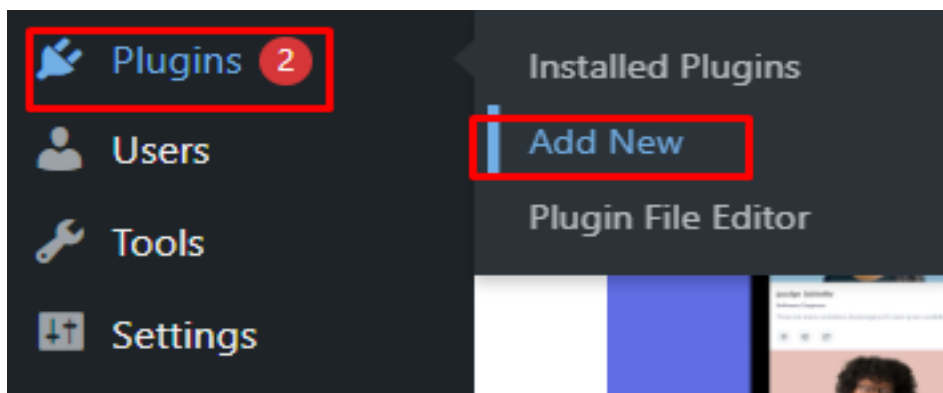 Plugins 2
Users
Tools
Settings
Installed Plugins
Add New
Plugin File Editor